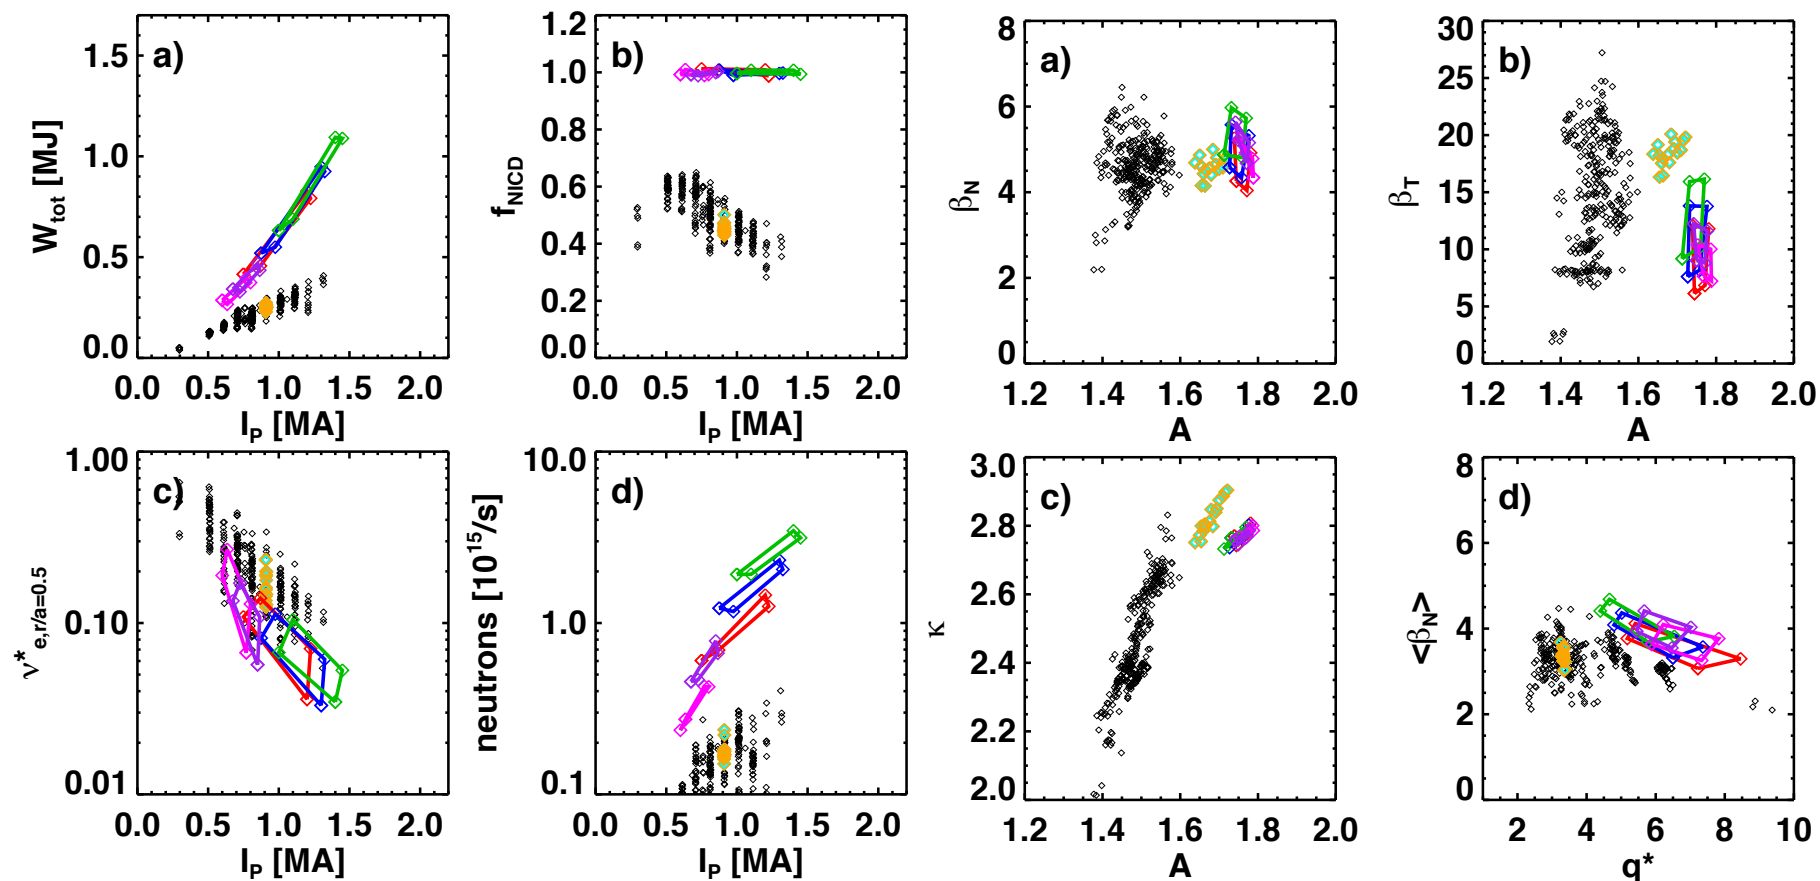 a)
W_tot [MJ]
1.5
1.0
0.5
0.0
0.0 0.5 1.0 1.5 2.0
I_P [MA]
b)
f_NICD
1.2
1.0
0.8
0.6
0.4
0.2
0.0
0.0 0.5 1.0 1.5 2.0
I_P [MA]
a)
β_N
8
6
4
2
0
1.2 1.4 1.6 1.8 2.0
A
b)
β_T
30
25
20
15
10
5
0
1.2 1.4 1.6 1.8 2.0
A
c)
ν*_e,r/a=0.5
1.00
0.10
0.01
0.0 0.5 1.0 1.5 2.0
I_P [MA]
d)
neutrons [10^15/s]
10.0
1.0
0.1
0.0 0.5 1.0 1.5 2.0
I_P [MA]
c)
κ
3.0
2.8
2.6
2.4
2.2
2.0
1.2 1.4 1.6 1.8 2.0
A
d)
<β_N>
8
6
4
2
0
2 4 6 8 10
q*